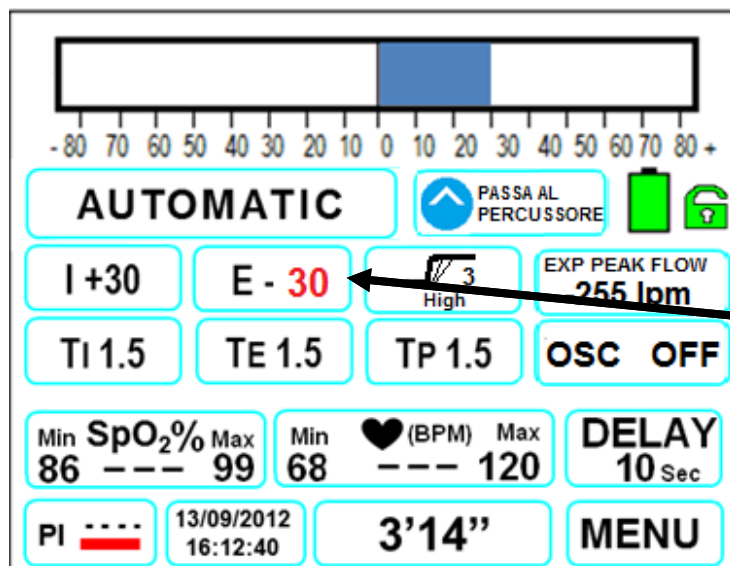 - 80 70 60 50 40 30 20 10 0 10 20 30 40 50 60 70 80 +
AUTOMATIC
PASSA AL
PERCUSSORE
I +30
E - 30
3
High
EXP PEAK FLOW
-255 lpm
TI 1.5
TE 1.5
TP 1.5
OSC OFF
Min SpO2% Max
86 --- 99
Min (BPM) Max
68 --- 120
DELAY
10 Sec
PI ----
13/09/2012
16:12:40
3'14”
MENU